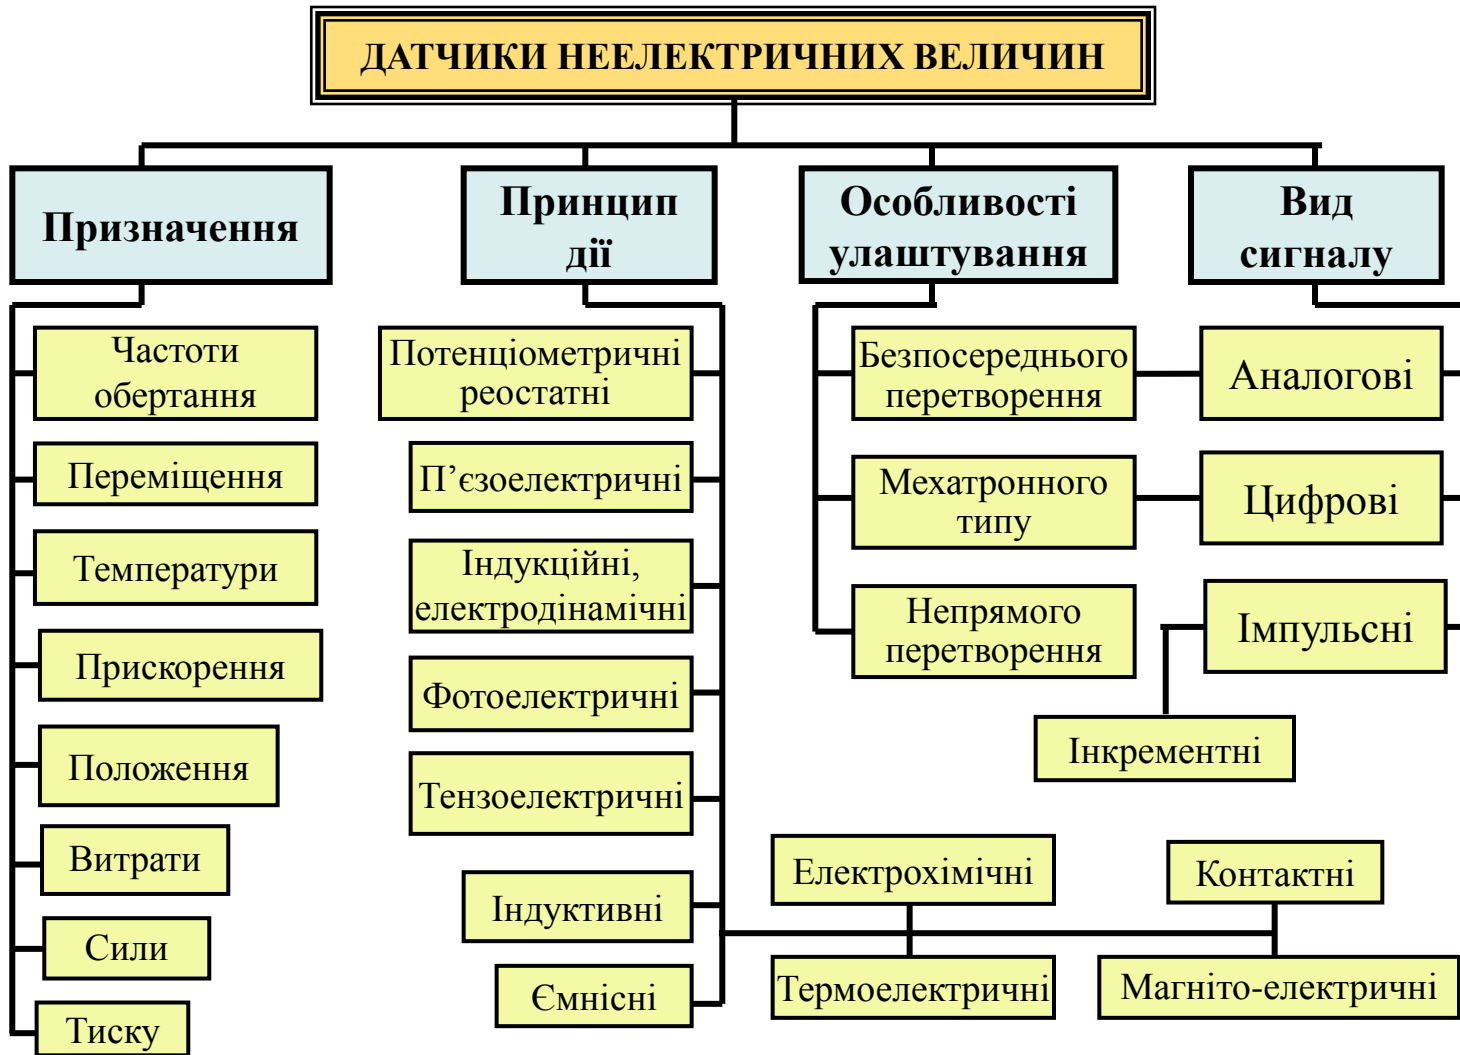 ДАТЧИКИ НЕЕЛЕКТРИЧНИХ ВЕЛИЧИН
Призначення
Частоти
обертання
Переміщення
Температури
Прискорення
Положення
Витрати
Сили
Тиску
Принцип
дії
Потенціометричні
реостатні
П’єзоелектричні
Індукційні,
електродінамічні
Фотоелектричні
Тензоелектричні
Індуктивні
Ємнісні
Електрохімічні
Термоелектричні
Контактні
Магніто-електричні
Особливості
улаштування
Безпосереднього
перетворення
Мехатронного
типу
Непрямого
перетворення
Вид
сигналу
Аналогові
Цифрові
Імпульсні
Інкрементні